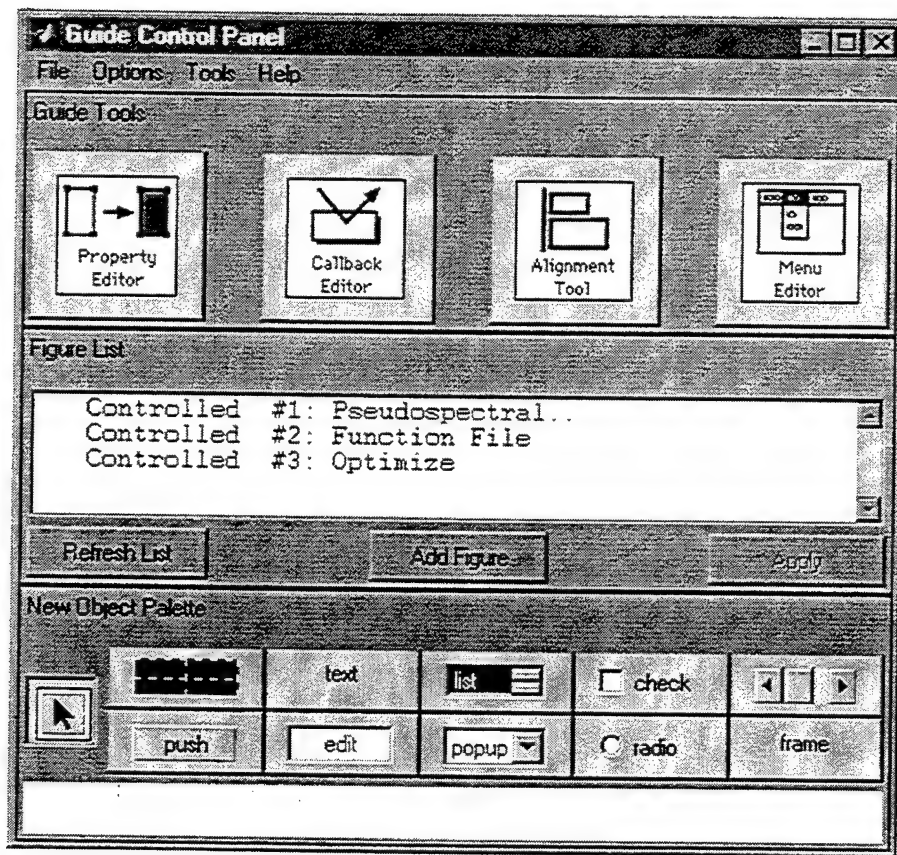 Guide Control Panel
File Options Tools Help
Guide Tools
Property Editor
Callback Editor
Alignment Tool
Menu Editor
Figure List
Controlled #1: Pseudospectral..
Controlled #2: Function File
Controlled #3: Optimize
Refresh List Add Figure Apply
New Object Palette
text list check
push edit popup radio frame